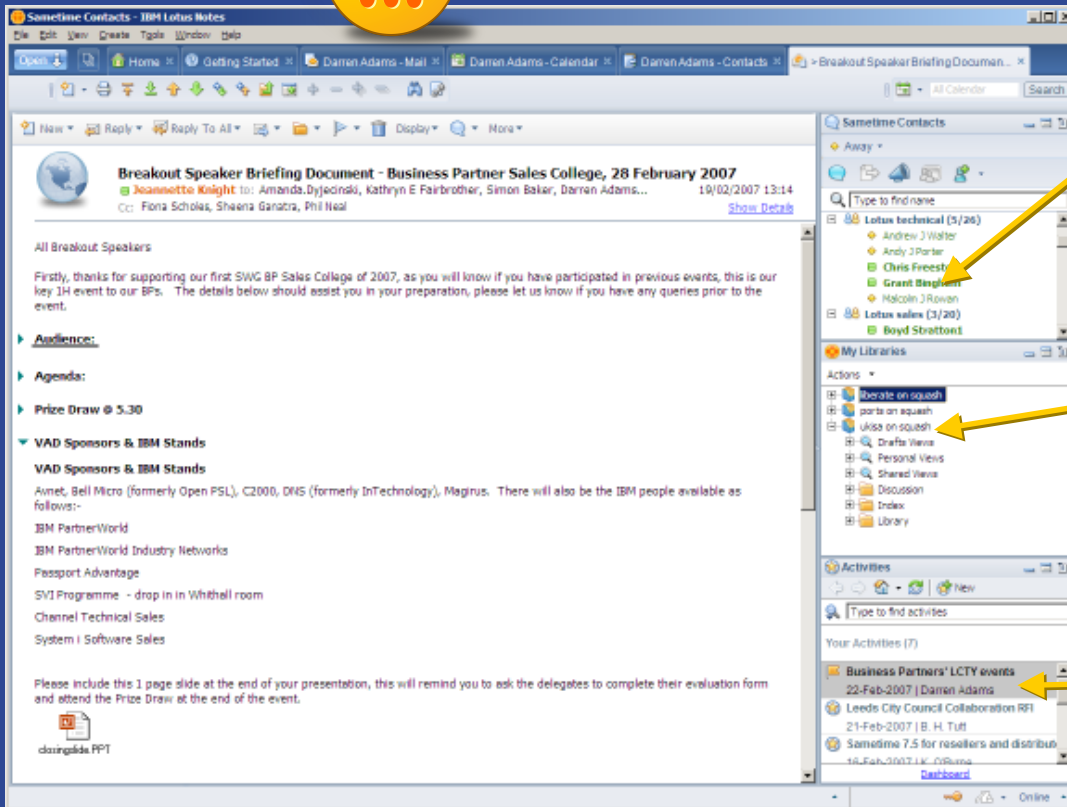 Sametime Contacts - IBM Lotus Notes
File Edit View Create Tools Window Help
Open Home Getting Started Darren Adams - Mail Darren Adams - Calendar Darren Adams - Contacts > Breakout Speaker Briefing Documen...
All Calendar Search
New Reply Reply To All Display More
Breakout Speaker Briefing Document - Business Partner Sales College, 28 February 2007
Jeannette Knight to: Amanda.Dyjecinski, Kathryn E Fairbrother, Simon Baker, Darren Adams... 19/02/2007 13:14
Cc: Fiona Scholes, Sheena Ganatra, Phil Neal Show Details
All Breakout Speakers
Firstly, thanks for supporting our first SWG BP Sales College of 2007, as you will know if you have participated in previous events, this is our
key 1H event to our BPs. The details below should assist you in your preparation, please let us know if you have any queries prior to the
event.
Audience:
Agenda:
Prize Draw @ 5.30
VAD Sponsors & IBM Stands
VAD Sponsors & IBM Stands
Avnet, Bell Micro (formerly Open PSL), C2000, DNS (formerly InTechnology), Magirus. There will also be the IBM people available as
follows:-
IBM PartnerWorld
IBM PartnerWorld Industry Networks
Passport Advantage
SVI Programme - drop in in Whithall room
Channel Technical Sales
System i Software Sales
Please include this 1 page slide at the end of your presentation, this will remind you to ask the delegates to complete their evaluation form
and attend the Prize Draw at the end of the event.
closingslide.PPT
Sametime Contacts
Away
Type to find name
Lotus technical (5/26)
Andrew J Walter
Andy J Porter
Chris Freest
Grant Bingham
Malcolm J Rowan
Lotus sales (3/20)
Boyd Stratton1
My Libraries
Actions
liberate on squash
ports on squash
ukisa on squash
Drafts Views
Personal Views
Shared Views
Discussion
Index
Library
Activities
New
Type to find activities
Your Activities (7)
Business Partners' LCTY events
22-Feb-2007 | Darren Adams
Leeds City Council Collaboration RFI
21-Feb-2007 | B. H. Tutt
Sametime 7.5 for resellers and distribut
16-Feb-2007 | K. O'Byrne
Dashboard
Online